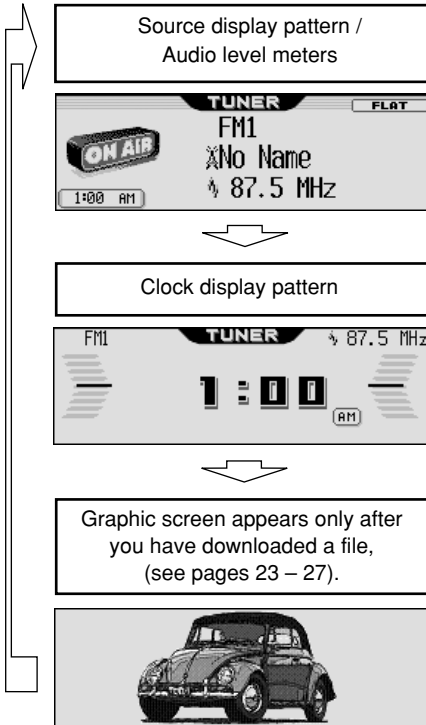 Source display pattern /
Audio level meters
TUNER
FLAT
FM1
ON AIR
No Name
87.5 MHz
1:00 AM
Clock display pattern
FM1
TUNER
87.5 MHz
1:00
AM
Graphic screen appears only after
you have downloaded a file,
(see pages 23 – 27).